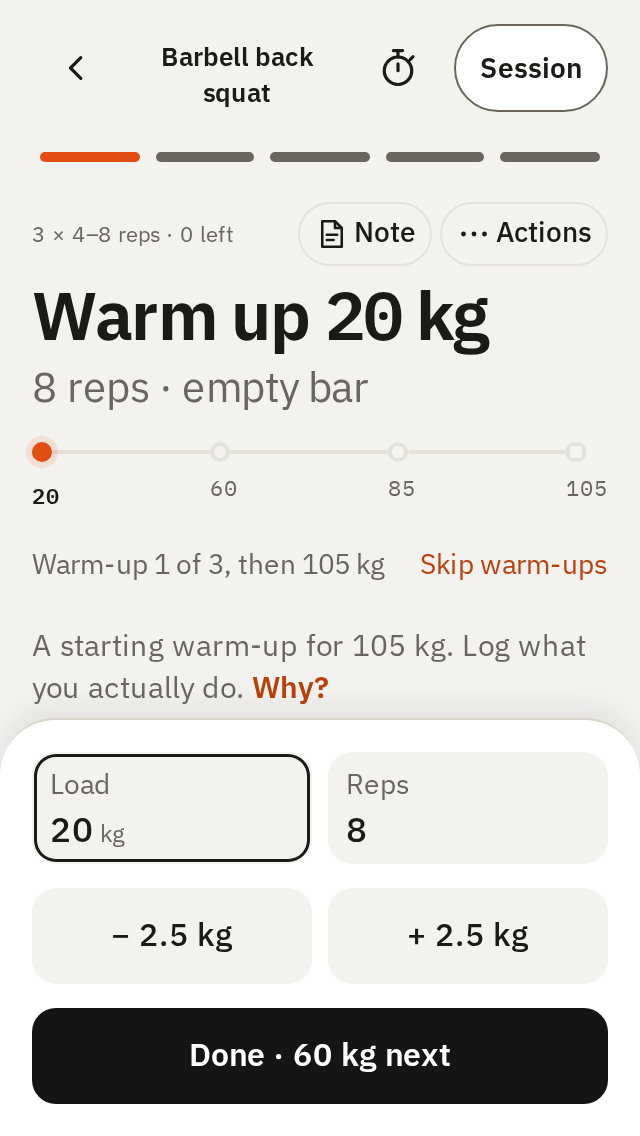 Barbell back
squat
Session
3 × 4–8 reps · 0 left
Note
··· Actions
Warm up 20 kg
8 reps · empty bar
20
60
85
105
Warm-up 1 of 3, then 105 kg
Skip warm-ups
A starting warm-up for 105 kg. Log what
you actually do. Why?
Load
20 kg
Reps
8
− 2.5 kg
+ 2.5 kg
Done · 60 kg next